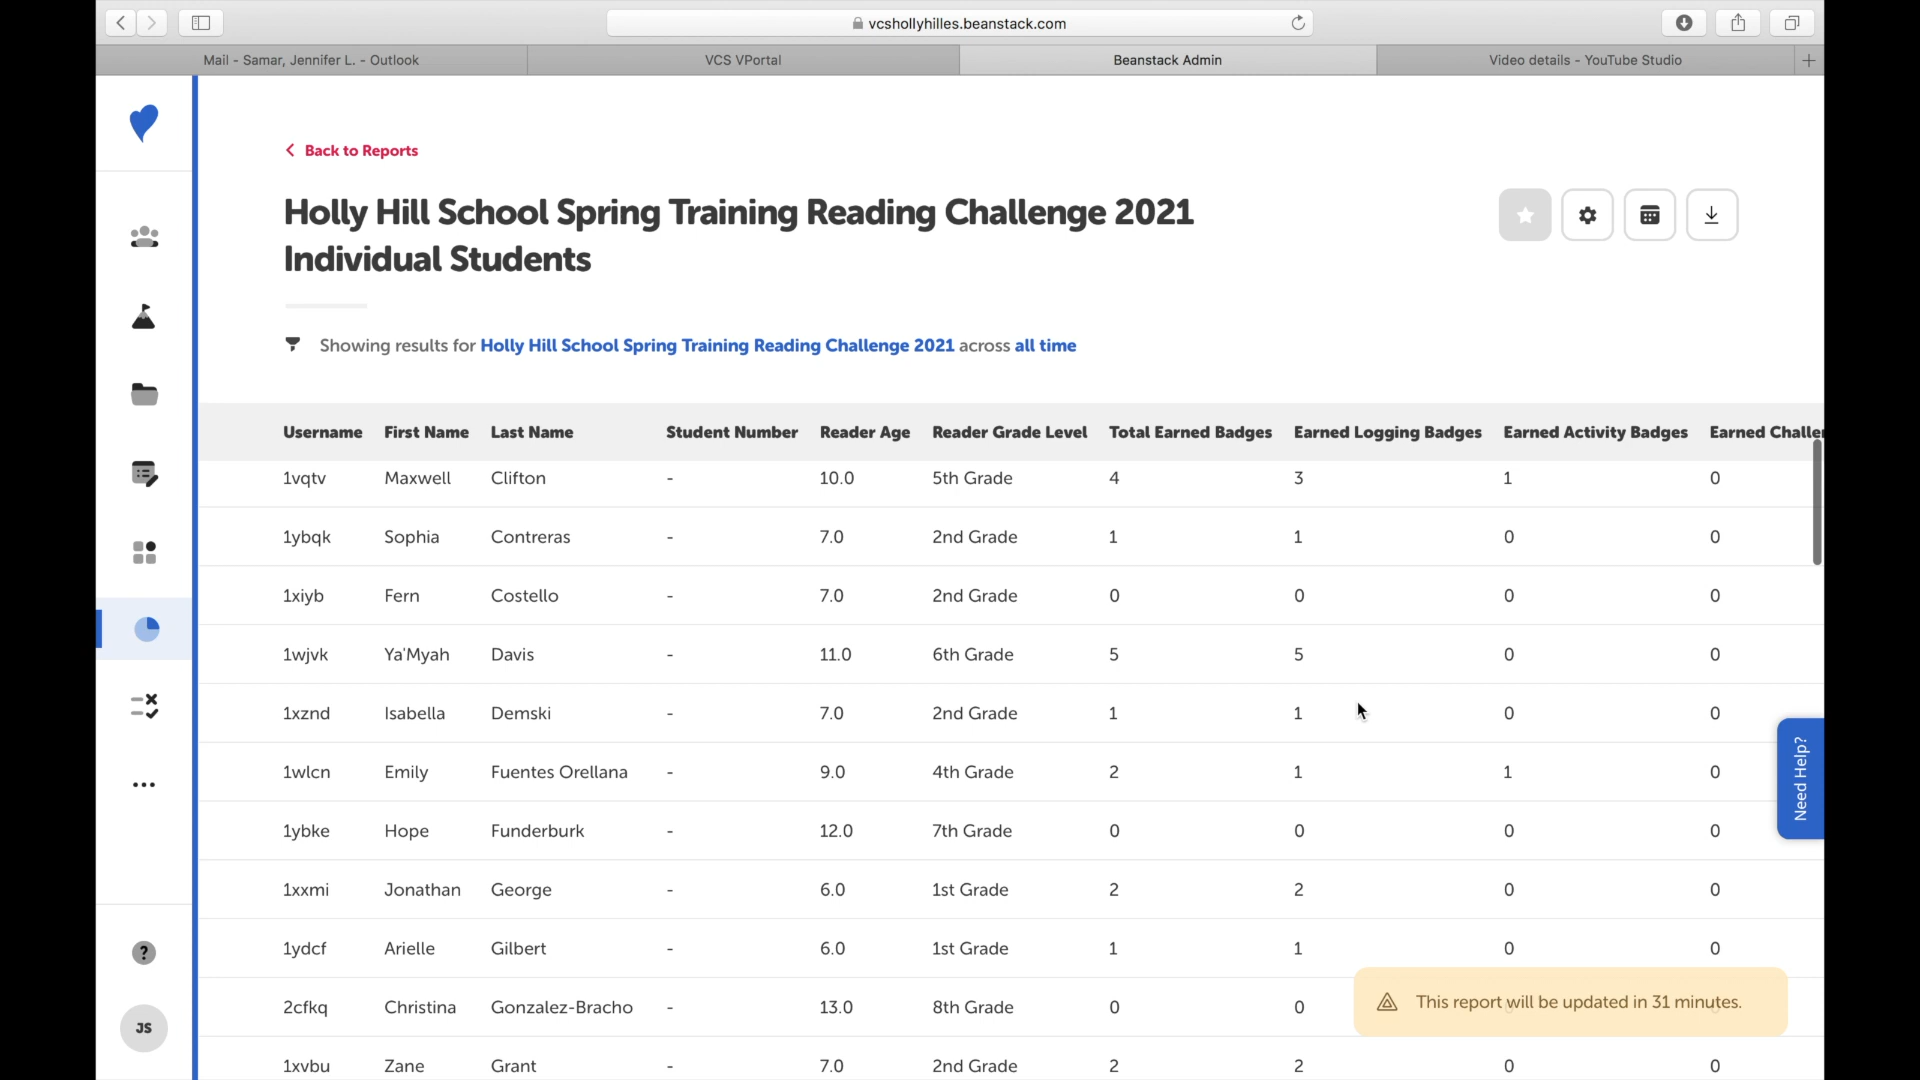 vcshollyhilles.beanstack.com
Mail - Samar, Jennifer L. - Outlook VCS VPortal Beanstack Admin Video details - YouTube Studio
Back to Reports
Holly Hill School Spring Training Reading Challenge 2021
Individual Students
Showing results for Holly Hill School Spring Training Reading Challenge 2021 across all time
Username First Name Last Name Student Number Reader Age Reader Grade Level Total Earned Badges Earned Logging Badges Earned Activity Badges Earned Challe
1vqtv Maxwell Clifton - 10.0 5th Grade 4 3 1 0
1ybqk Sophia Contreras - 7.0 2nd Grade 1 1 0 0
1xiyb Fern Costello - 7.0 2nd Grade 0 0 0 0
1wjvk Ya'Myah Davis - 11.0 6th Grade 5 5 0 0
1xznd Isabella Demski - 7.0 2nd Grade 1 1 0 0
1wlcn Emily Fuentes Orellana - 9.0 4th Grade 2 1 1 0
Need Help?
1ybke Hope Funderburk - 12.0 7th Grade 0 0 0 0
1xxmi Jonathan George - 6.0 1st Grade 2 2 0 0
1ydcf Arielle Gilbert - 6.0 1st Grade 1 1 0 0
2cfkq Christina Gonzalez-Bracho - 13.0 8th Grade 0 0
This report will be updated in 31 minutes.
JS
1xvbu Zane Grant - 7.0 2nd Grade 2 2 0 0